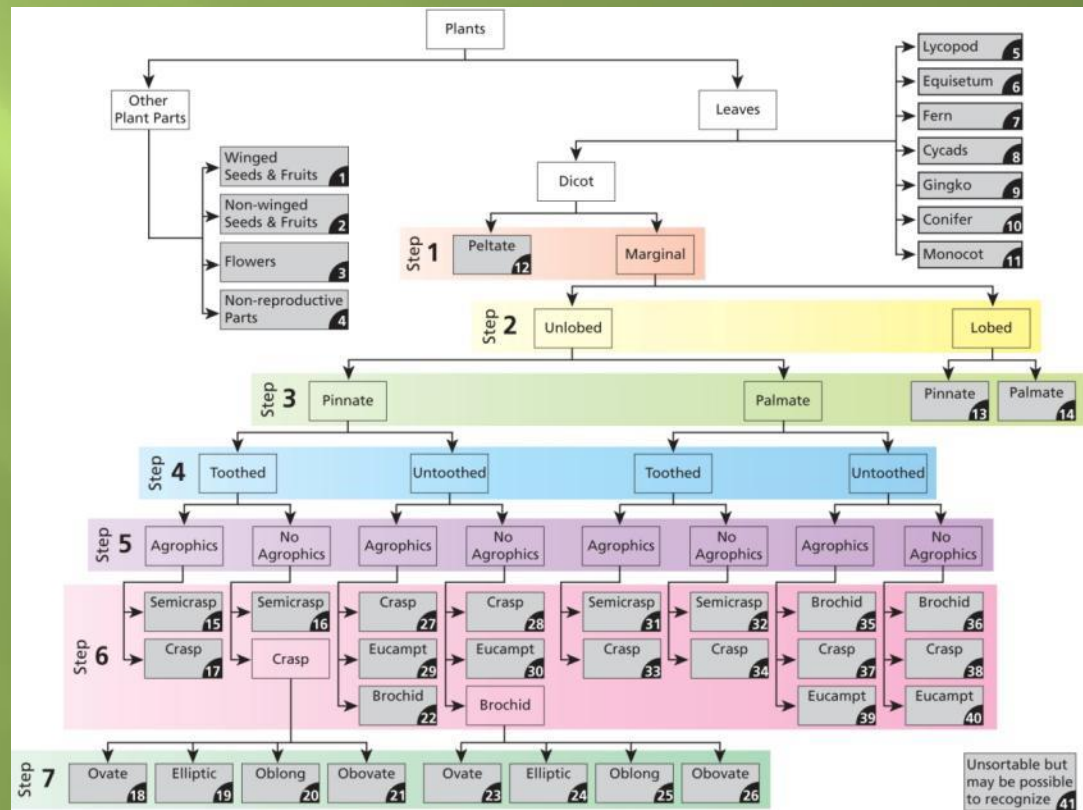 Plants
Other
Plant Parts
Leaves
Lycopod
5
Equisetum
6
Fern
7
Cycads
8
Gingko
9
Conifer
10
Monocot
11
Winged
Seeds & Fruits
1
Non-winged
Seeds & Fruits
2
Flowers
3
Non-reproductive
Parts
4
Dicot
Step 1
Peltate
12
Marginal
Step 2
Unlobed
Lobed
Step 3
Pinnate
Palmate
Pinnate
13
Palmate
14
Step 4
Toothed
Untoothed
Toothed
Untoothed
Step 5
Agrophics
No
Agrophics
Agrophics
No
Agrophics
Agrophics
No
Agrophics
Agrophics
No
Agrophics
Step 6
Semicrasp
15
Semicrasp
16
Crasp
27
Crasp
28
Semicrasp
31
Semicrasp
32
Brochid
35
Brochid
36
Crasp
17
Crasp
Eucampt
29
Eucampt
30
Crasp
33
Crasp
34
Crasp
37
Crasp
38
Brochid
22
Brochid
Eucampt
39
Eucampt
40
Step 7
Ovate
18
Elliptic
19
Oblong
20
Obovate
21
Ovate
23
Elliptic
24
Oblong
25
Obovate
26
Unsortable but
may be possible
to recognize
41